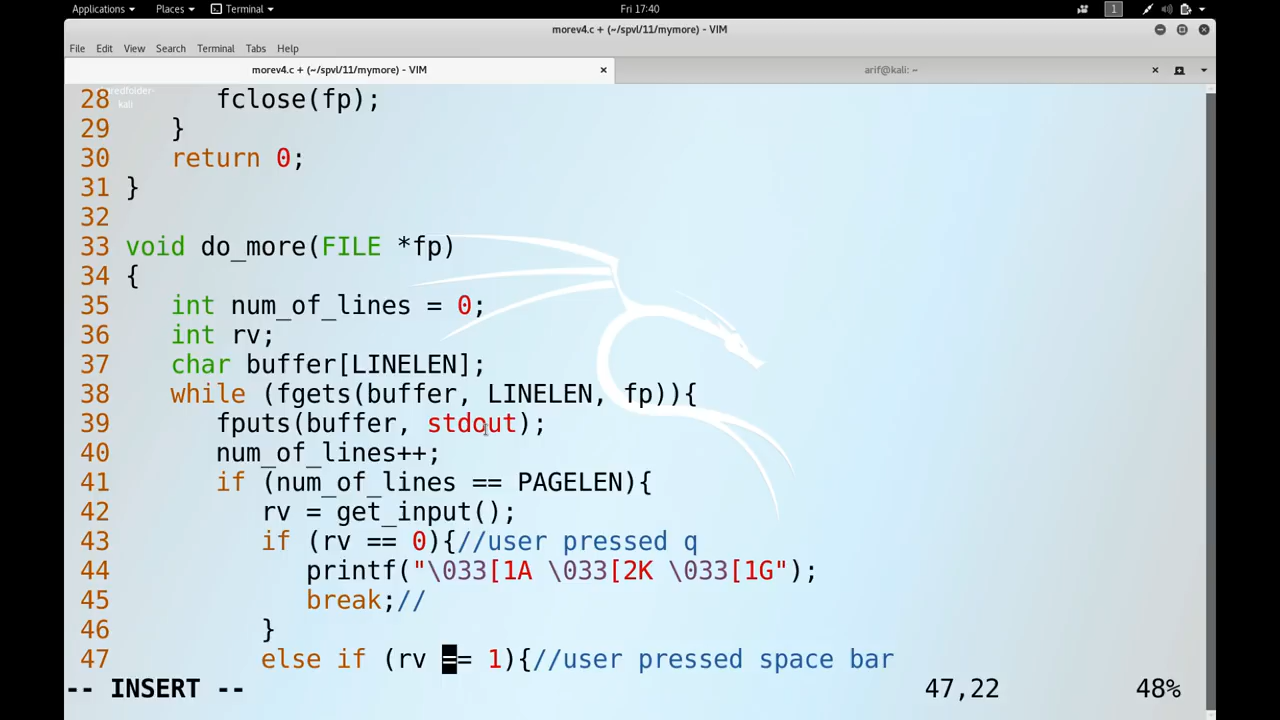 Applications Places Terminal Fri 17:40 1
morev4.c + (~/spvl/11/mymore) - VIM
File Edit View Search Terminal Tabs Help
morev4.c + (~/spvl/11/mymore) - VIM arif@kali: ~
28 fclose(fp);
kali
29 }
30 return 0;
31 }
32
33 void do_more(FILE *fp)
34 {
35 int num_of_lines = 0;
36 int rv;
37 char buffer[LINELEN];
38 while (fgets(buffer, LINELEN, fp)){
39 fputs(buffer, stdout);
40 num_of_lines++;
41 if (num_of_lines == PAGELEN){
42 rv = get_input();
43 if (rv == 0){//user pressed q
44 printf("\033[1A \033[2K \033[1G");
45 break;//
46 }
47 else if (rv == 1){//user pressed space bar
-- INSERT -- 47,22 48%